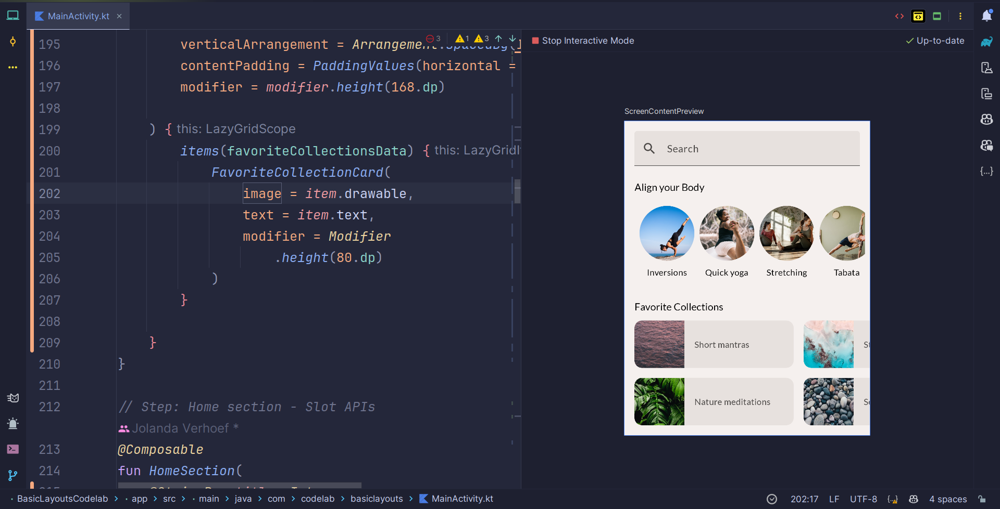 MainActivity.kt
3 1 3
195 verticalArrangement = Arrangement.spacedBy(
196 contentPadding = PaddingValues(horizontal =
197 modifier = modifier.height(168.dp)
198
199 ) { this: LazyGridScope
200 items(favoriteCollectionsData) { this: LazyGridI
201 FavoriteCollectionCard(
202 image = item.drawable,
203 text = item.text,
204 modifier = Modifier
205 .height(80.dp)
206 )
207 }
208
209 }
210 }
211
212 // Step: Home section - Slot APIs
Jolanda Verhoef *
213 @Composable
214 fun HomeSection(
Stop Interactive Mode
Up-to-date
ScreenContentPreview
Search
Align your Body
Inversions Quick yoga Stretching Tabata
Favorite Collections
Short mantras
Nature meditations
BasicLayoutsCodelab > app > src > main > java > com > codelab > basiclayouts > MainActivity.kt
202:17 LF UTF-8 4 spaces